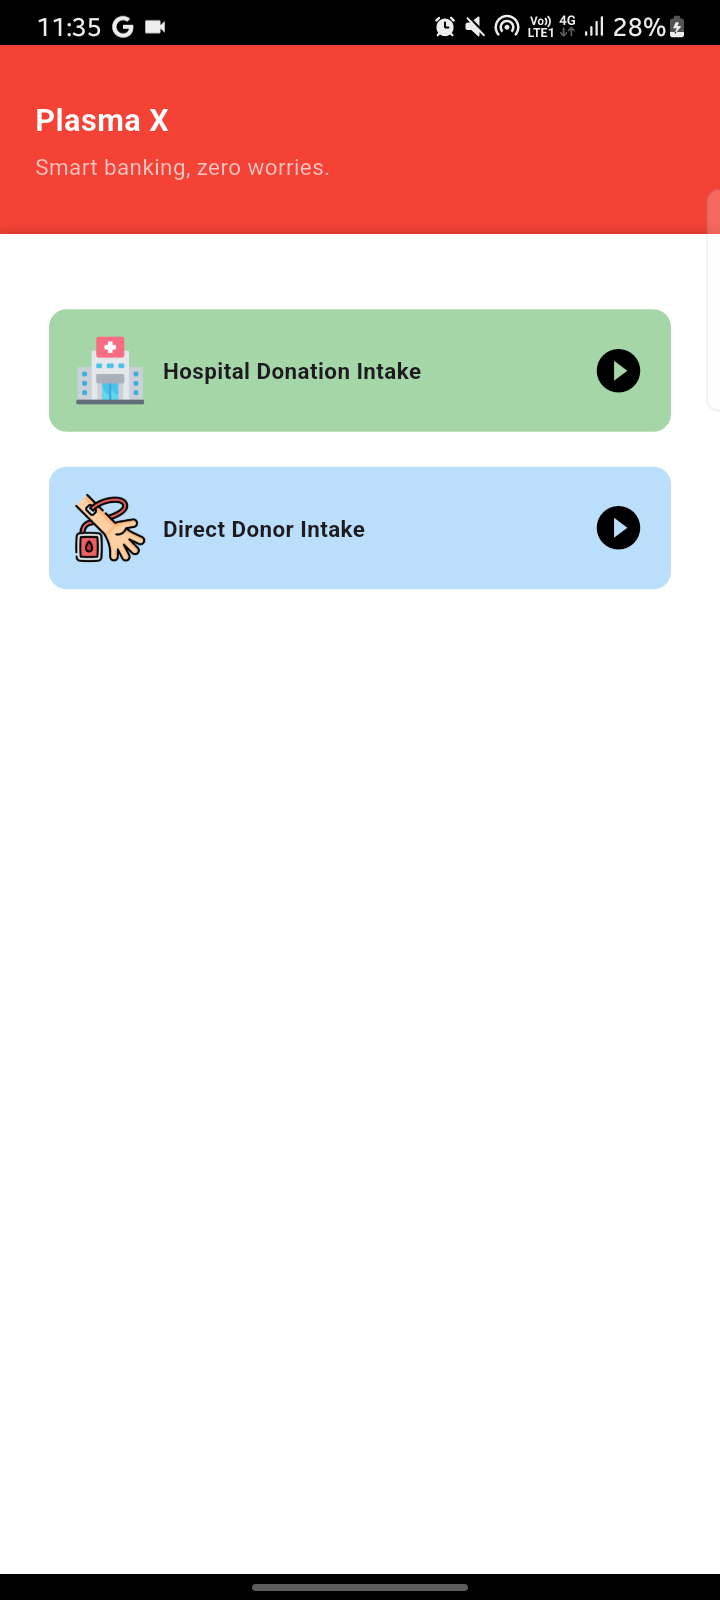 11:35
Vo)) 4G
LTE1 28%
Plasma X
Smart banking, zero worries.
Hospital Donation Intake
Direct Donor Intake